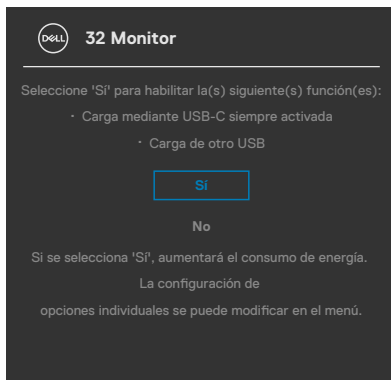 DELL 32 Monitor
Seleccione 'Sí' para habilitar la(s) siguiente(s) función(es):
· Carga mediante USB-C siempre activada
· Carga de otro USB
Sí
No
Si se selecciona 'Sí', aumentará el consumo de energía.
La configuración de
opciones individuales se puede modificar en el menú.